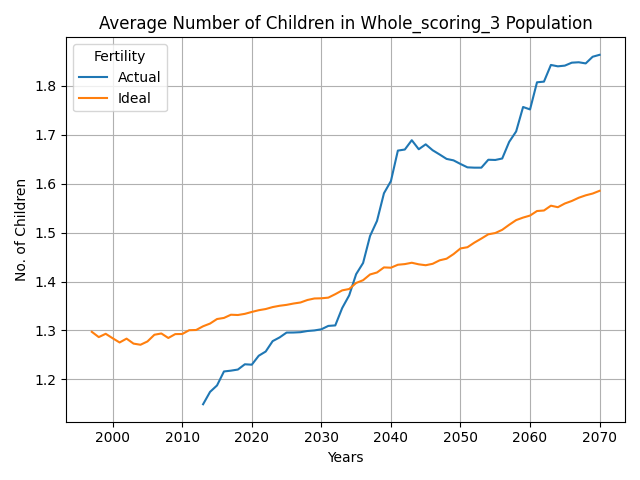 Average Number of Children in Whole_scoring_3 Population
Fertility
Actual
Ideal
No. of Children
1.8
1.7
1.6
1.5
1.4
1.3
1.2
2000 2010 2020 2030 2040 2050 2060 2070
Years